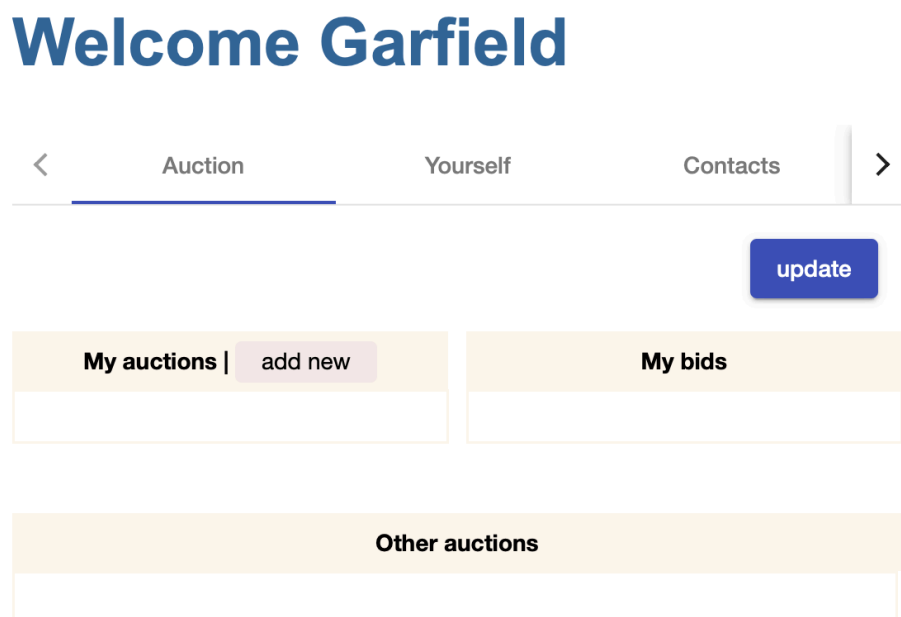 Welcome Garfield
Auction Yourself Contacts
update
My auctions | add new My bids
Other auctions